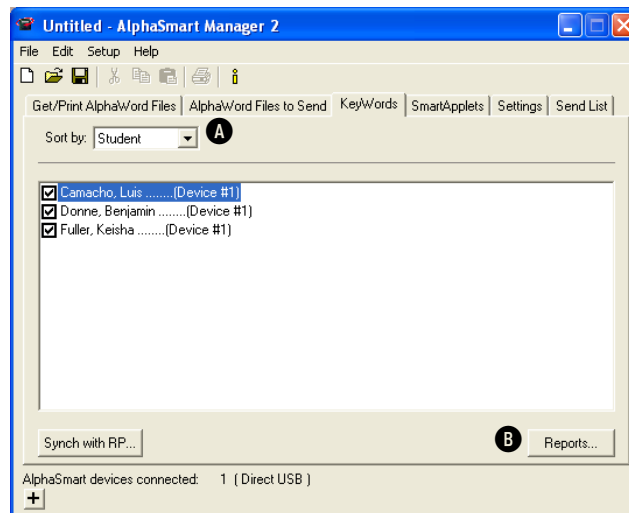 Untitled - AlphaSmart Manager 2
File Edit Setup Help
Get/Print AlphaWord Files AlphaWord Files to Send KeyWords SmartApplets Settings Send List
Sort by: Student A
Camacho, Luis ........(Device #1)
Donne, Benjamin ........(Device #1)
Fuller, Keisha ........(Device #1)
Synch with RP... B Reports...
AlphaSmart devices connected: 1 ( Direct USB )
+